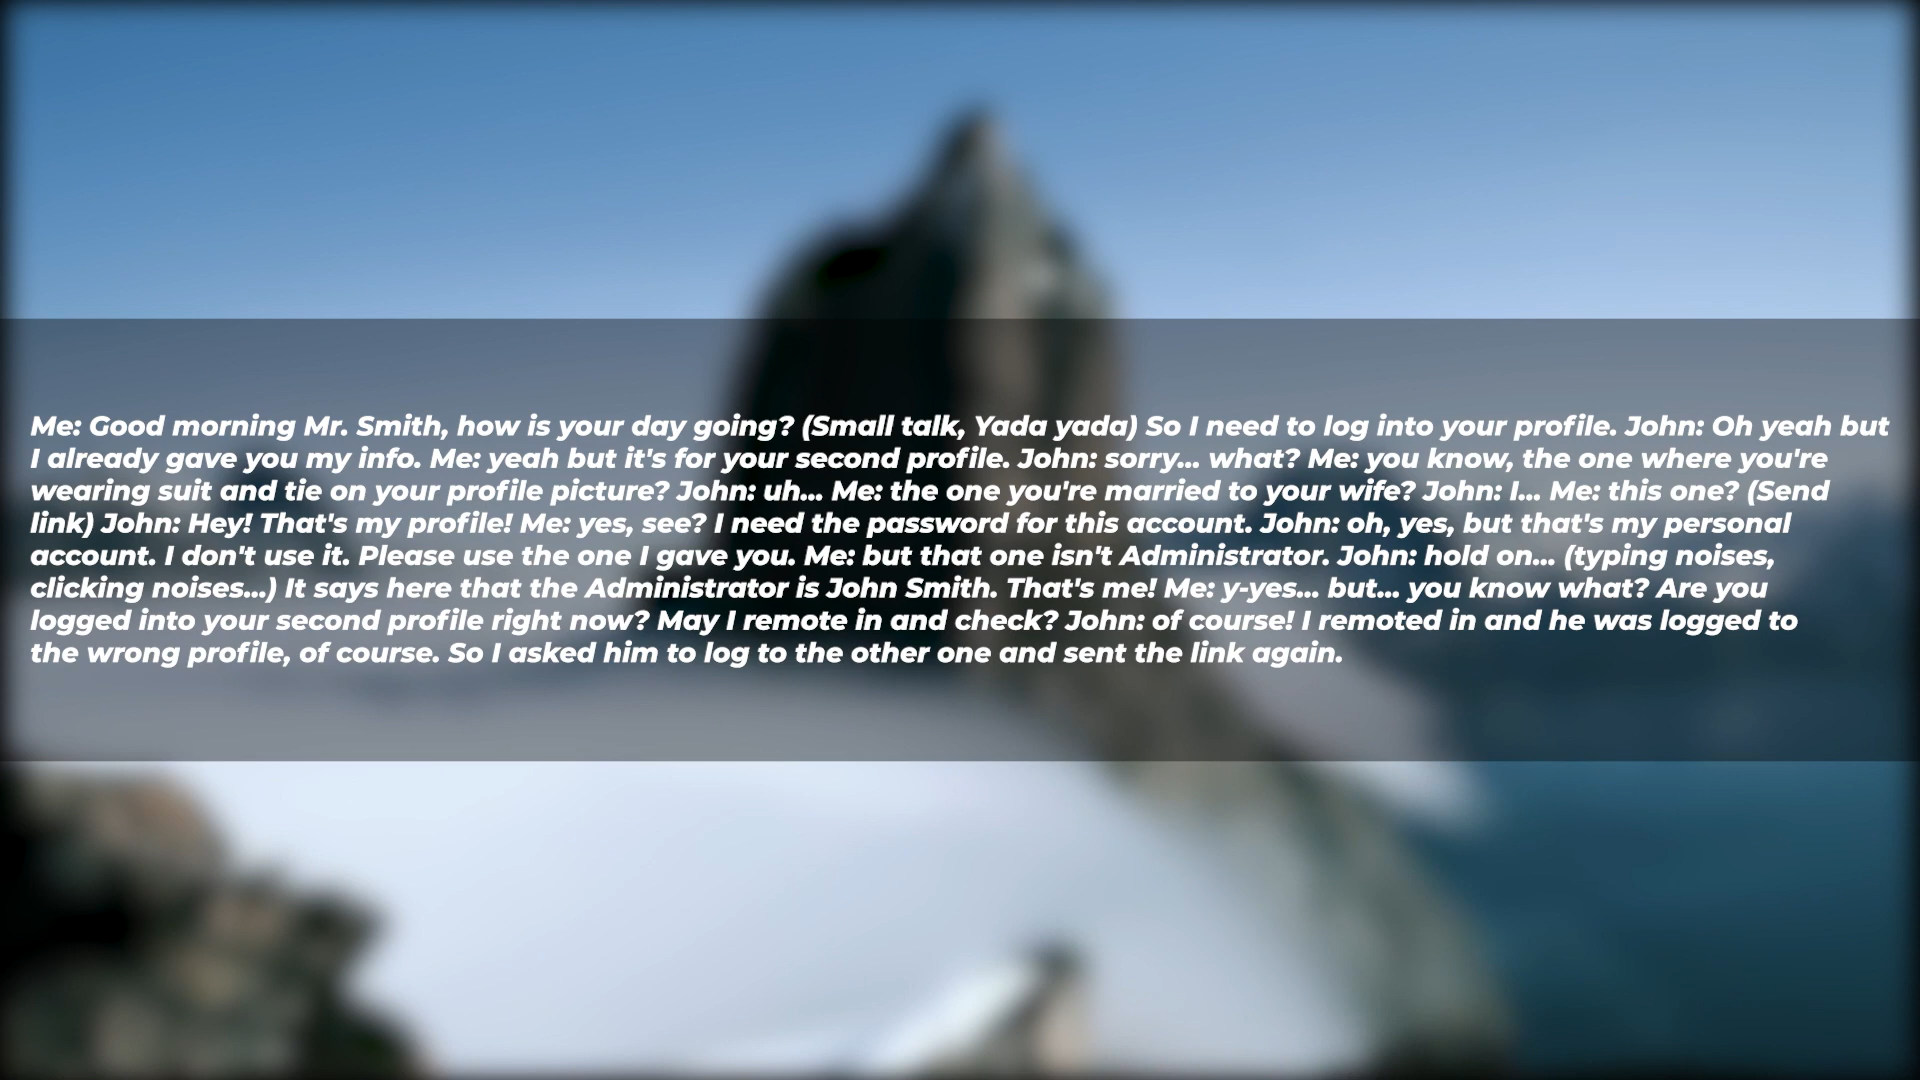 Me: Good morning Mr. Smith, how is your day going? (Small talk, Yada yada) So I need to log into your profile. John: Oh yeah but
I already gave you my info. Me: yeah but it's for your second profile. John: sorry... what? Me: you know, the one where you're
wearing suit and tie on your profile picture? John: uh... Me: the one you're married to your wife? John: I... Me: this one? (Send
link) John: Hey! That's my profile! Me: yes, see? I need the password for this account. John: oh, yes, but that's my personal
account. I don't use it. Please use the one I gave you. Me: but that one isn't Administrator. John: hold on... (typing noises,
clicking noises...) It says here that the Administrator is John Smith. That's me! Me: y-yes... but... you know what? Are you
logged into your second profile right now? May I remote in and check? John: of course! I remoted in and he was logged to
the wrong profile, of course. So I asked him to log to the other one and sent the link again.